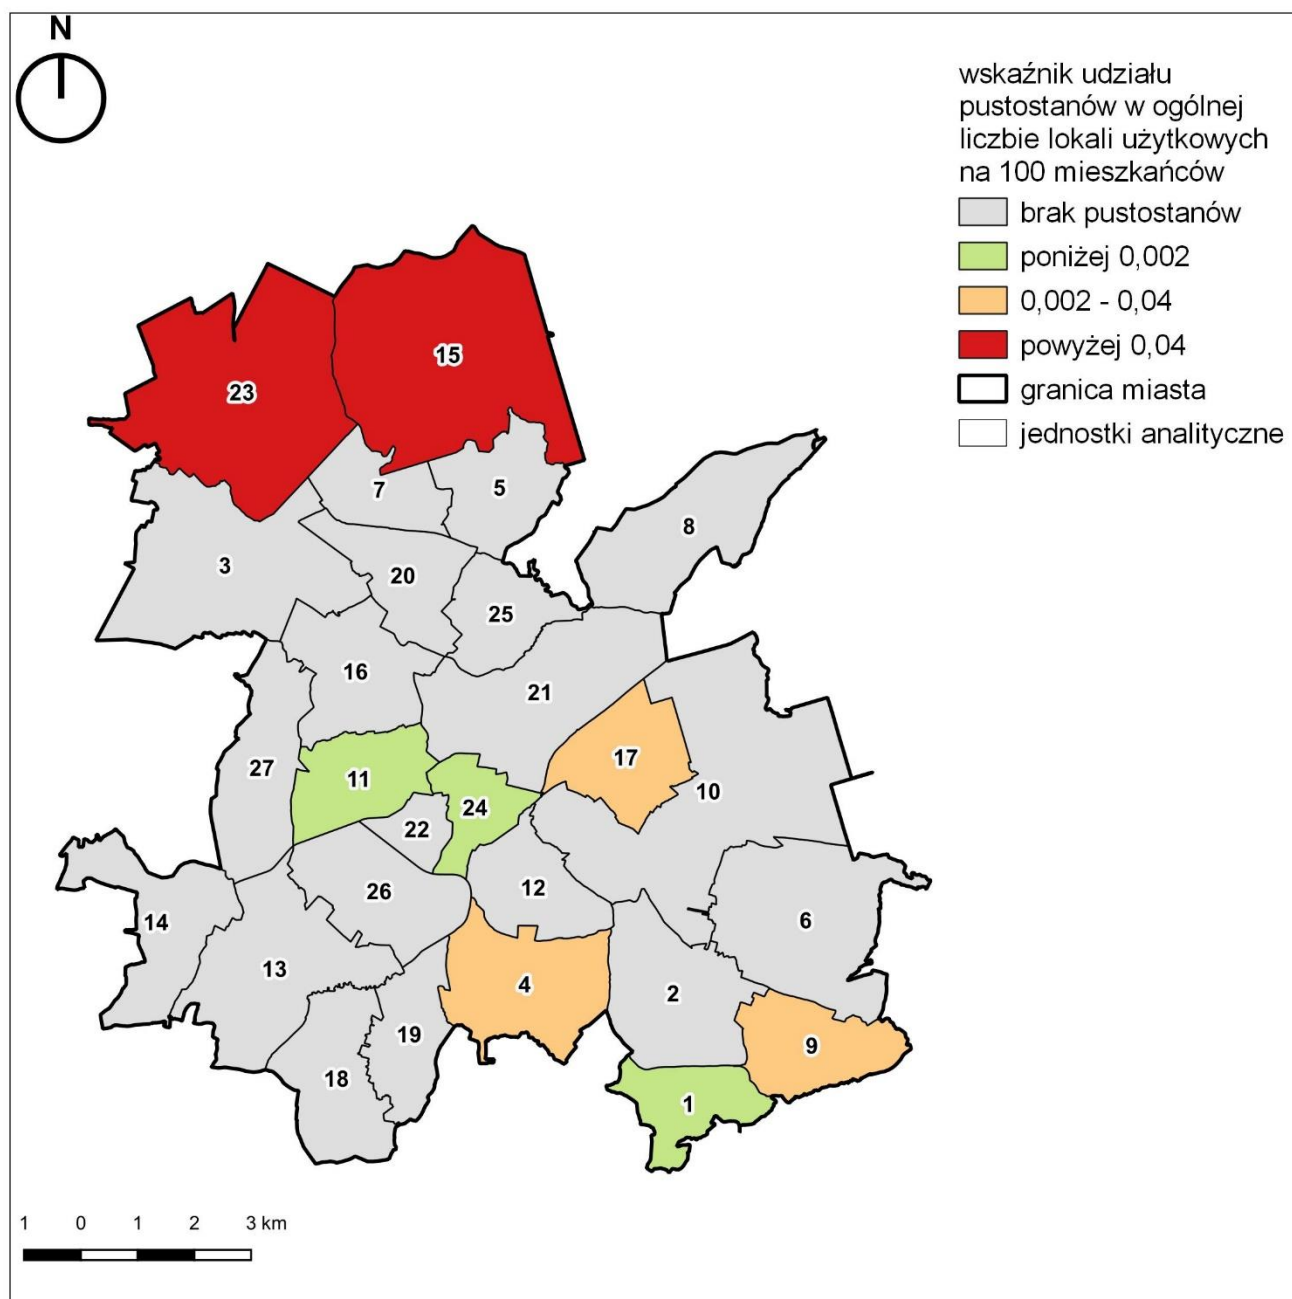 N
wskaźnik udziału
pustostanów w ogólnej
liczbie lokali użytkowych
na 100 mieszkańców
brak pustostanów
poniżej 0,002
0,002 - 0,04
powyżej 0,04
granica miasta
jednostki analityczne
15
23
7
5
8
3
20
25
16
21
17
27
11
10
24
22
12
26
14
6
13
4
2
19
9
18
1
1 0 1 2 3 km